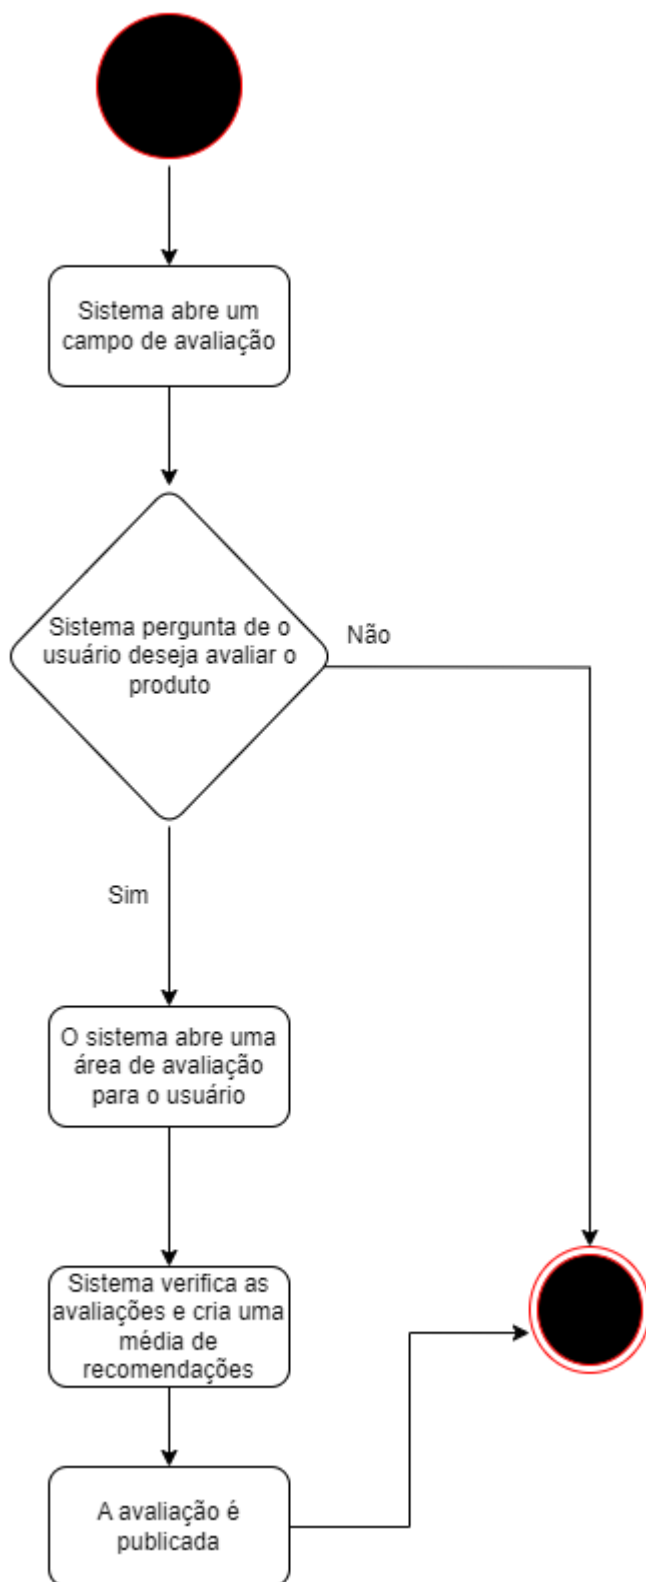 Sistema abre um
campo de avaliação
Sistema pergunta de o
usuário deseja avaliar o
produto
Não
Sim
O sistema abre uma
área de avaliação
para o usuário
Sistema verifica as
avaliações e cria uma
média de
recomendações
A avaliação é
publicada